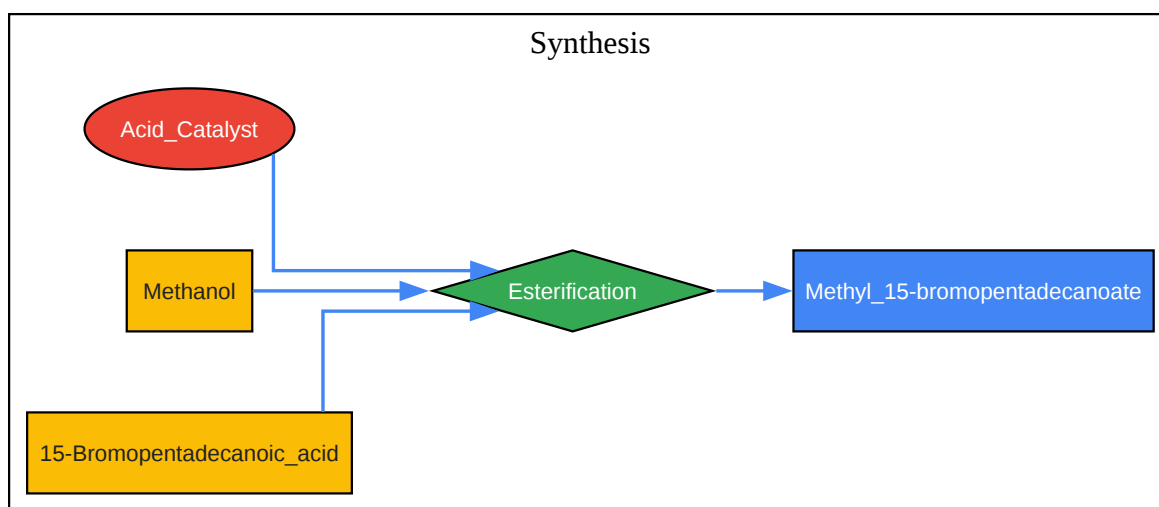 Synthesis
Acid_Catalyst
Methanol
Esterification
Methyl_15-bromopentadecanoate
15-Bromopentadecanoic_acid